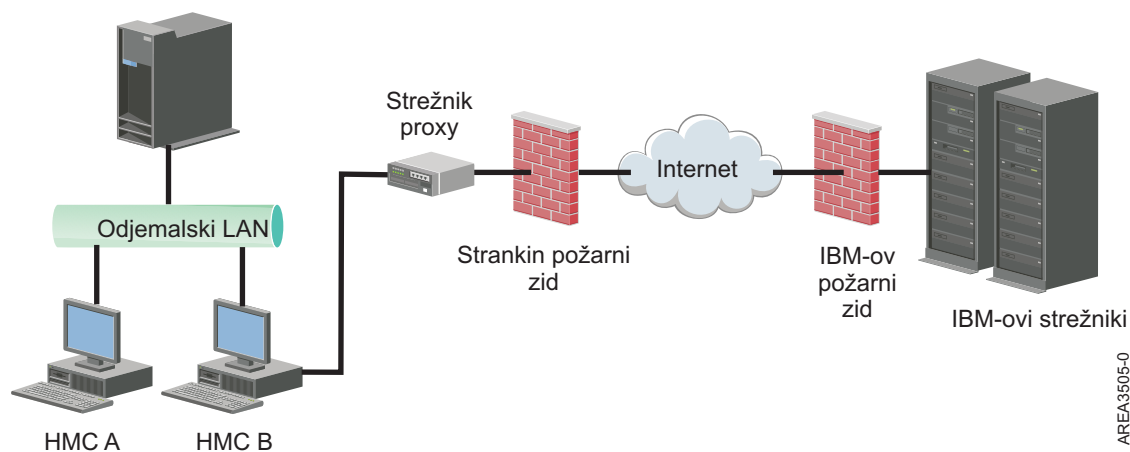 Strežnik
proxy
Internet
Odjemalski LAN
Strankin požarni
zid
IBM-ov
požarni
zid
IBM-ovi strežniki
HMC A
HMC B
AREA3505-0